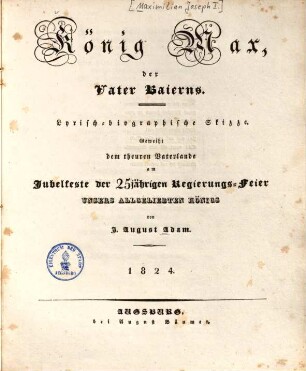 [Maximilian Joseph I.]
König Max,
der
Vater Baierns.
Lyrisch-biographische Skizze.
Geweiht
dem theuren Vaterlande
am
Jubelfeste der 25jährigen Regierungs-Feier
UNSERS ALLGELIEBTEN KÖNIGS
von
J. August Adam.
1824.
AUGSBURG,
bei August Bäumer.